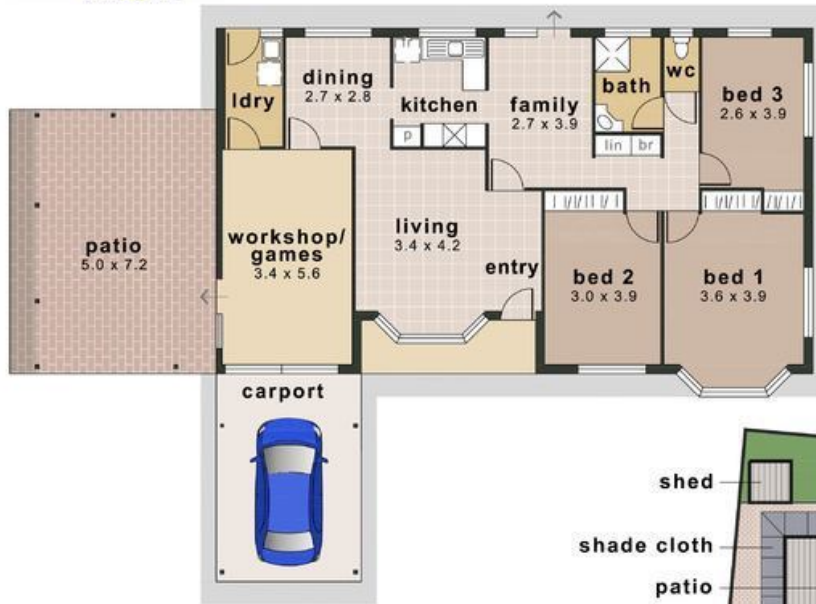 ldry
dining
2.7 x 2.8
kitchen
p
family
2.7 x 3.9
bath
wc
lin
br
bed 3
2.6 x 3.9
patio
5.0 x 7.2
workshop/
games
3.4 x 5.6
living
3.4 x 4.2
entry
bed 2
3.0 x 3.9
bed 1
3.6 x 3.9
carport
shed
shade cloth
patio